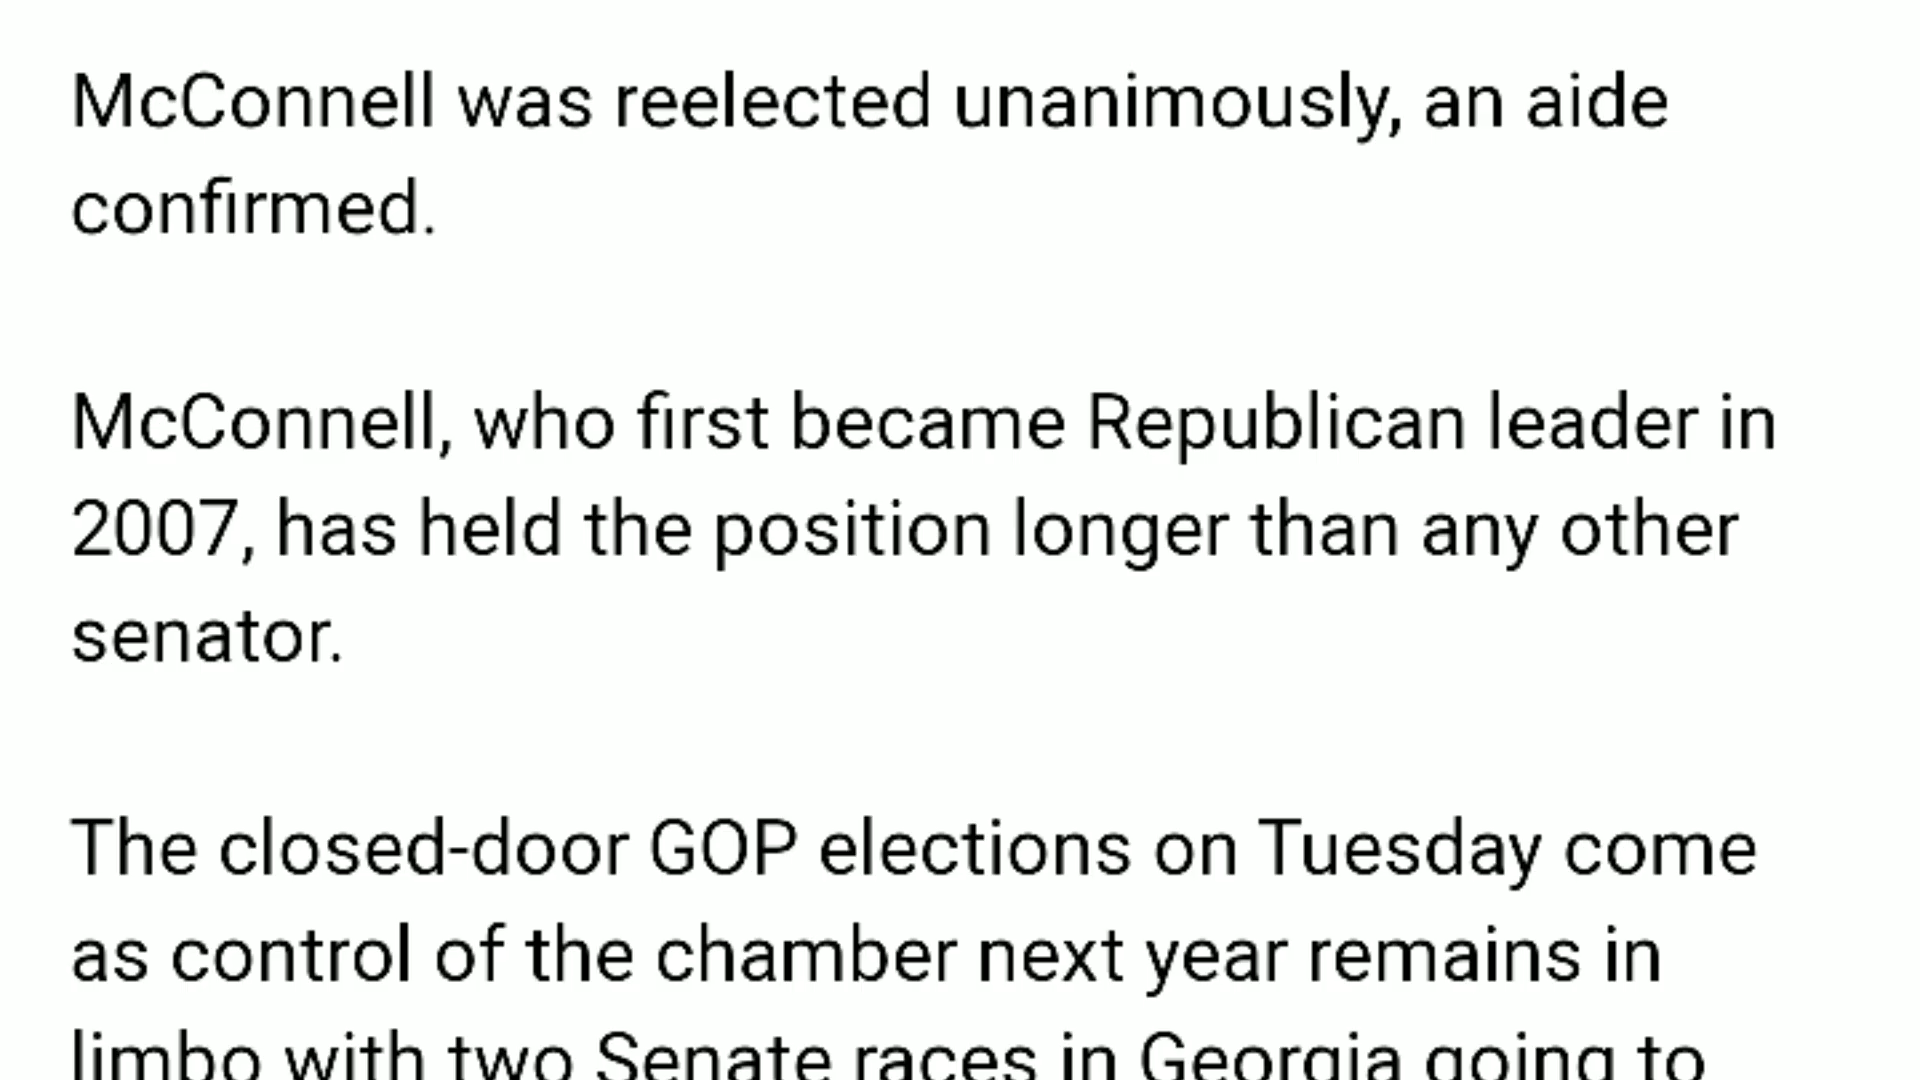 McConnell was reelected unanimously, an aide
confirmed.
McConnell, who first became Republican leader in
2007, has held the position longer than any other
senator.
The closed-door GOP elections on Tuesday come
as control of the chamber next year remains in
limbo with two Senate races in Georgia going to